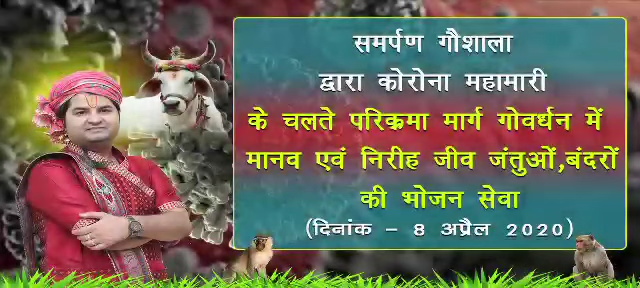 समर्पण गौशाला
द्वारा कोरोना महामारी
के चलते परिक्रमा मार्ग गोवर्धन में
मानव एवं निरीह जीव जंतुओं,बंदरों
की भोजन सेवा
(दिनांक - 8 अप्रैल 2020)